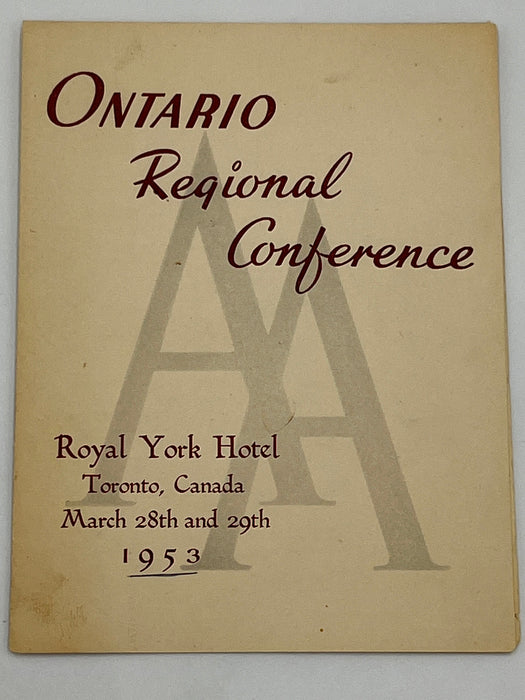 ONTARIO
Regional
Conference
AA
Royal York Hotel
Toronto, Canada
March 28th and 29th
1953